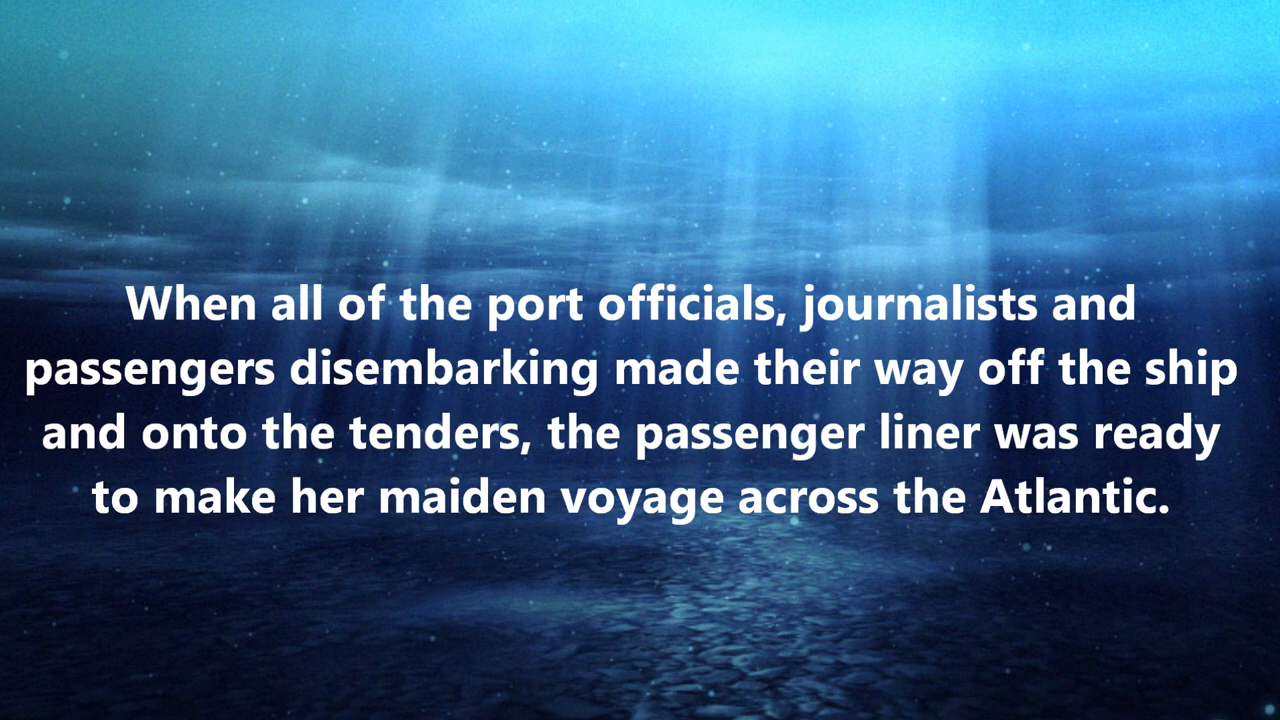 When all of the port officials, journalists and
passengers disembarking made their way off the ship
and onto the tenders, the passenger liner was ready
to make her maiden voyage across the Atlantic.